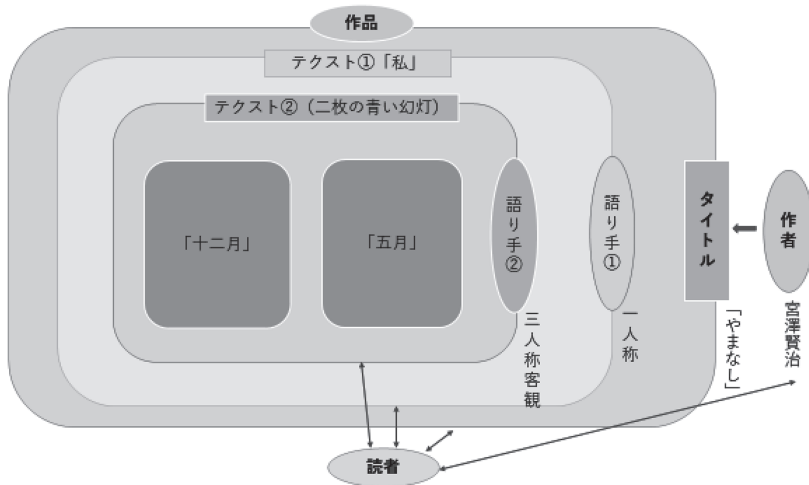 作品
テクスト①「私」
テクスト②（二枚の青い幻灯）
「十二月」
「五月」
語り手②
三人称客観
語り手①
一人称
タイトル
「やまなし」
作者
宮澤賢治
読者